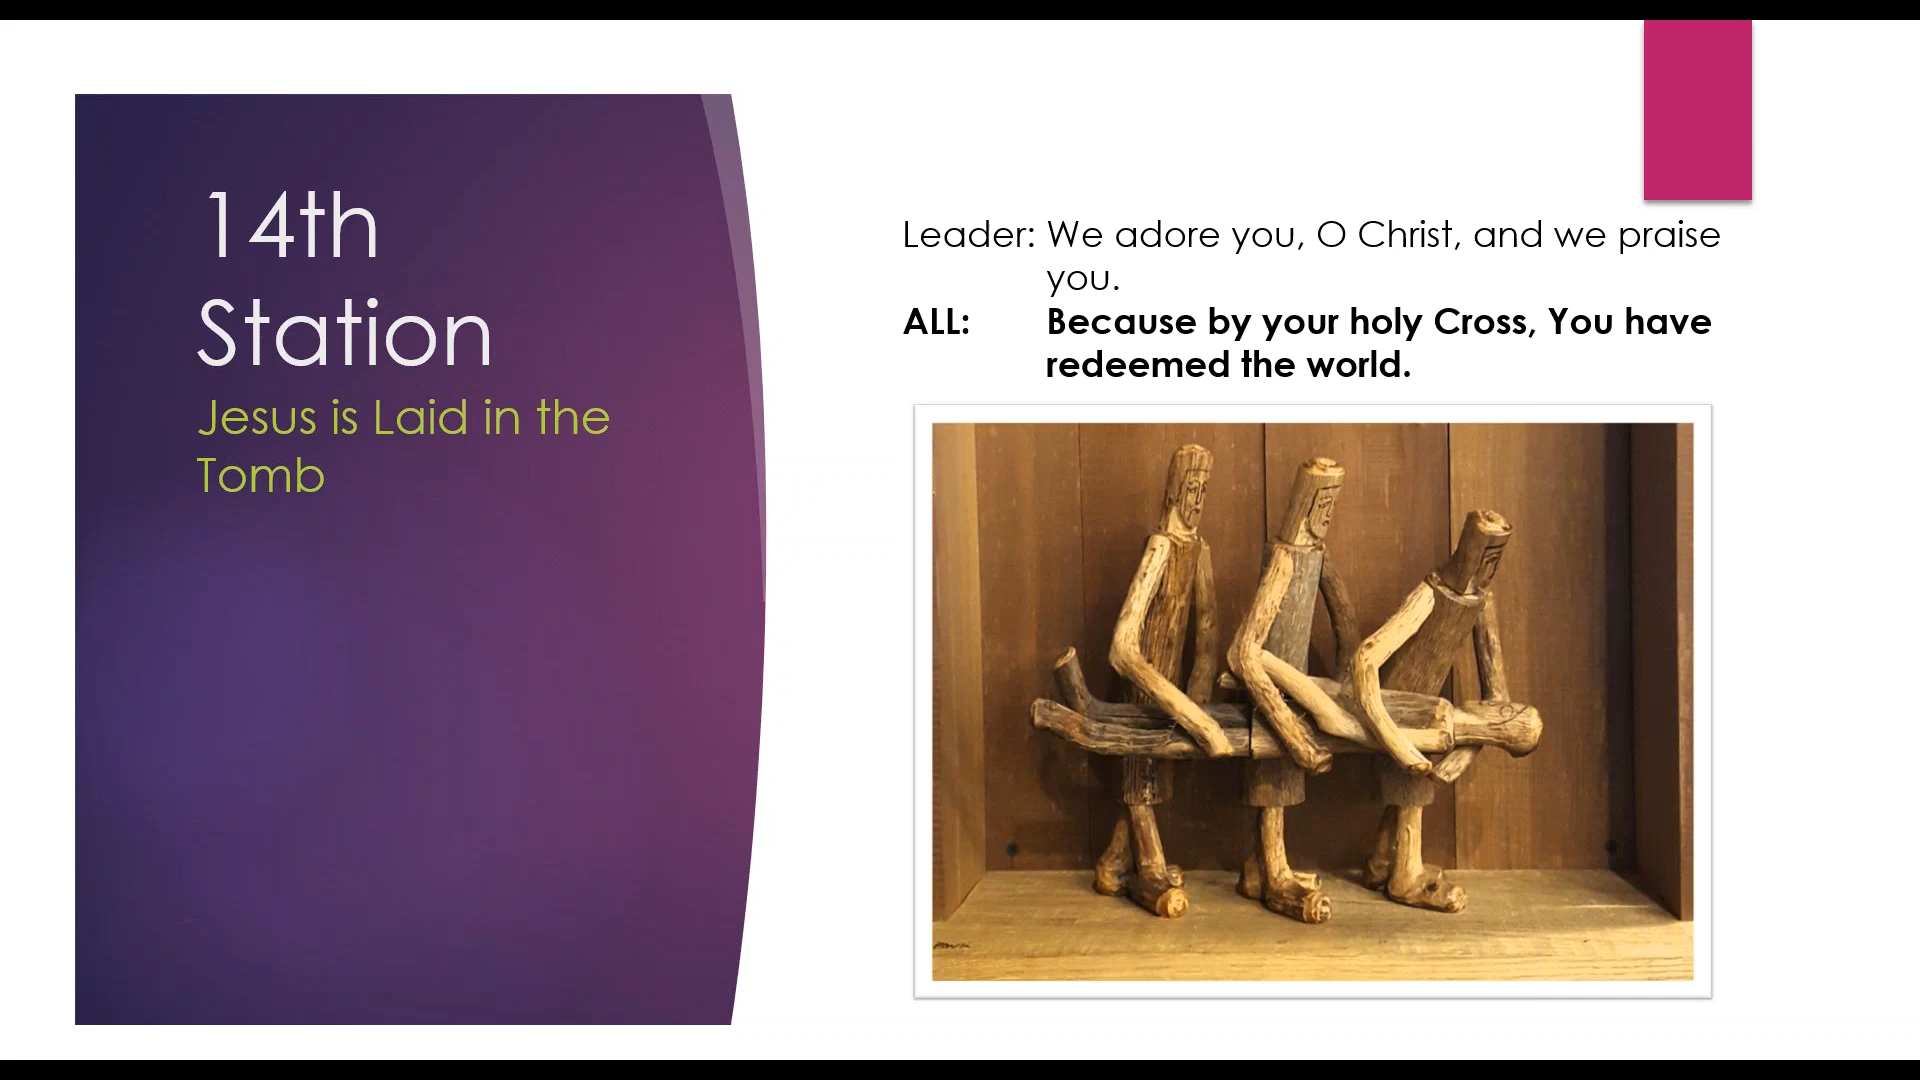 14th
Station
Jesus is Laid in the
Tomb
Leader: We adore you, O Christ, and we praise
you.
ALL: Because by your holy Cross, You have
redeemed the world.